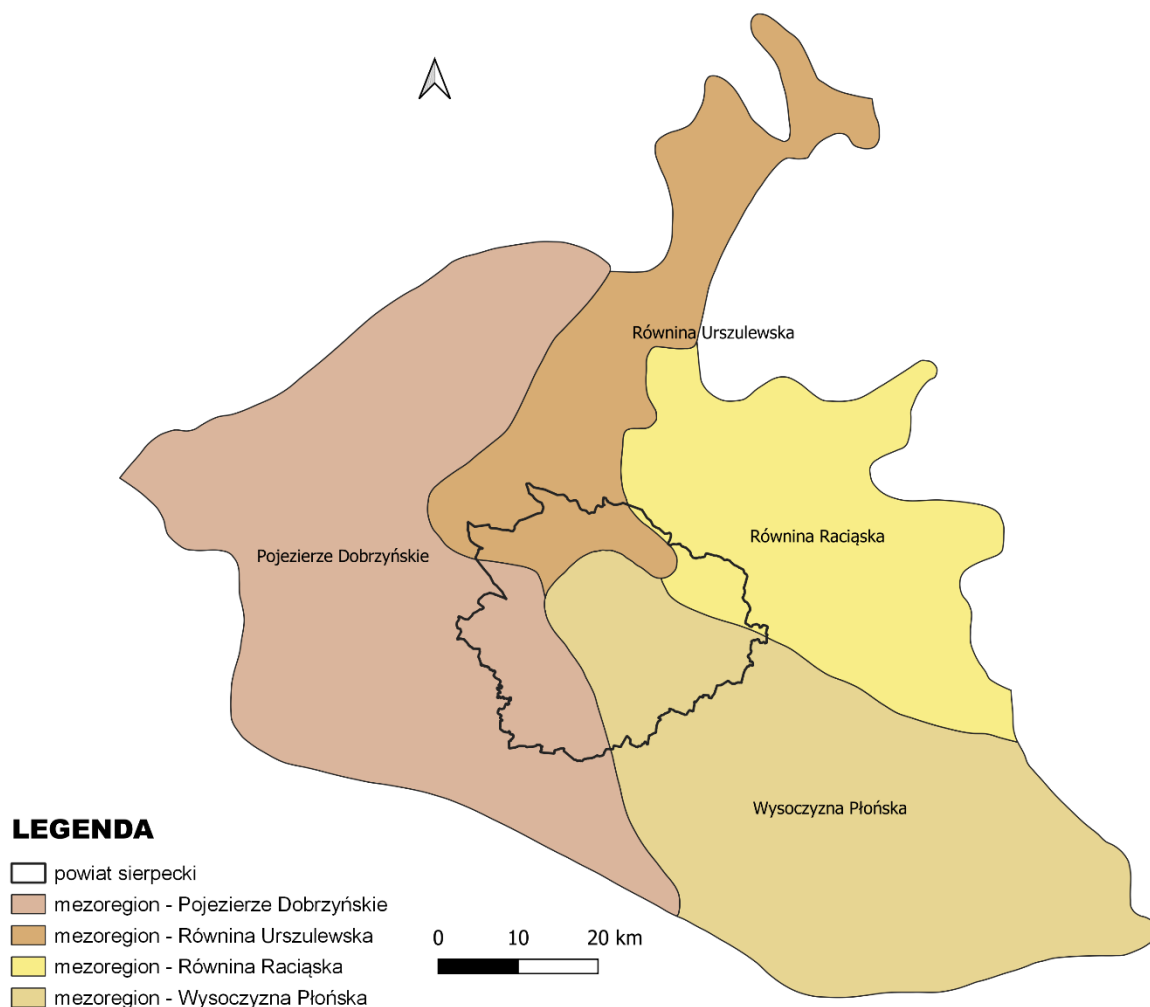 Równina Urszulewska
Równina Raciąska
Pojezierze Dobrzyńskie
Wysoczyzna Płońska
LEGENDA
powiat sierpecki
mezoregion - Pojezierze Dobrzyńskie
mezoregion - Równina Urszulewska
mezoregion - Równina Raciąska
mezoregion - Wysoczyzna Płońska
0 10 20 km